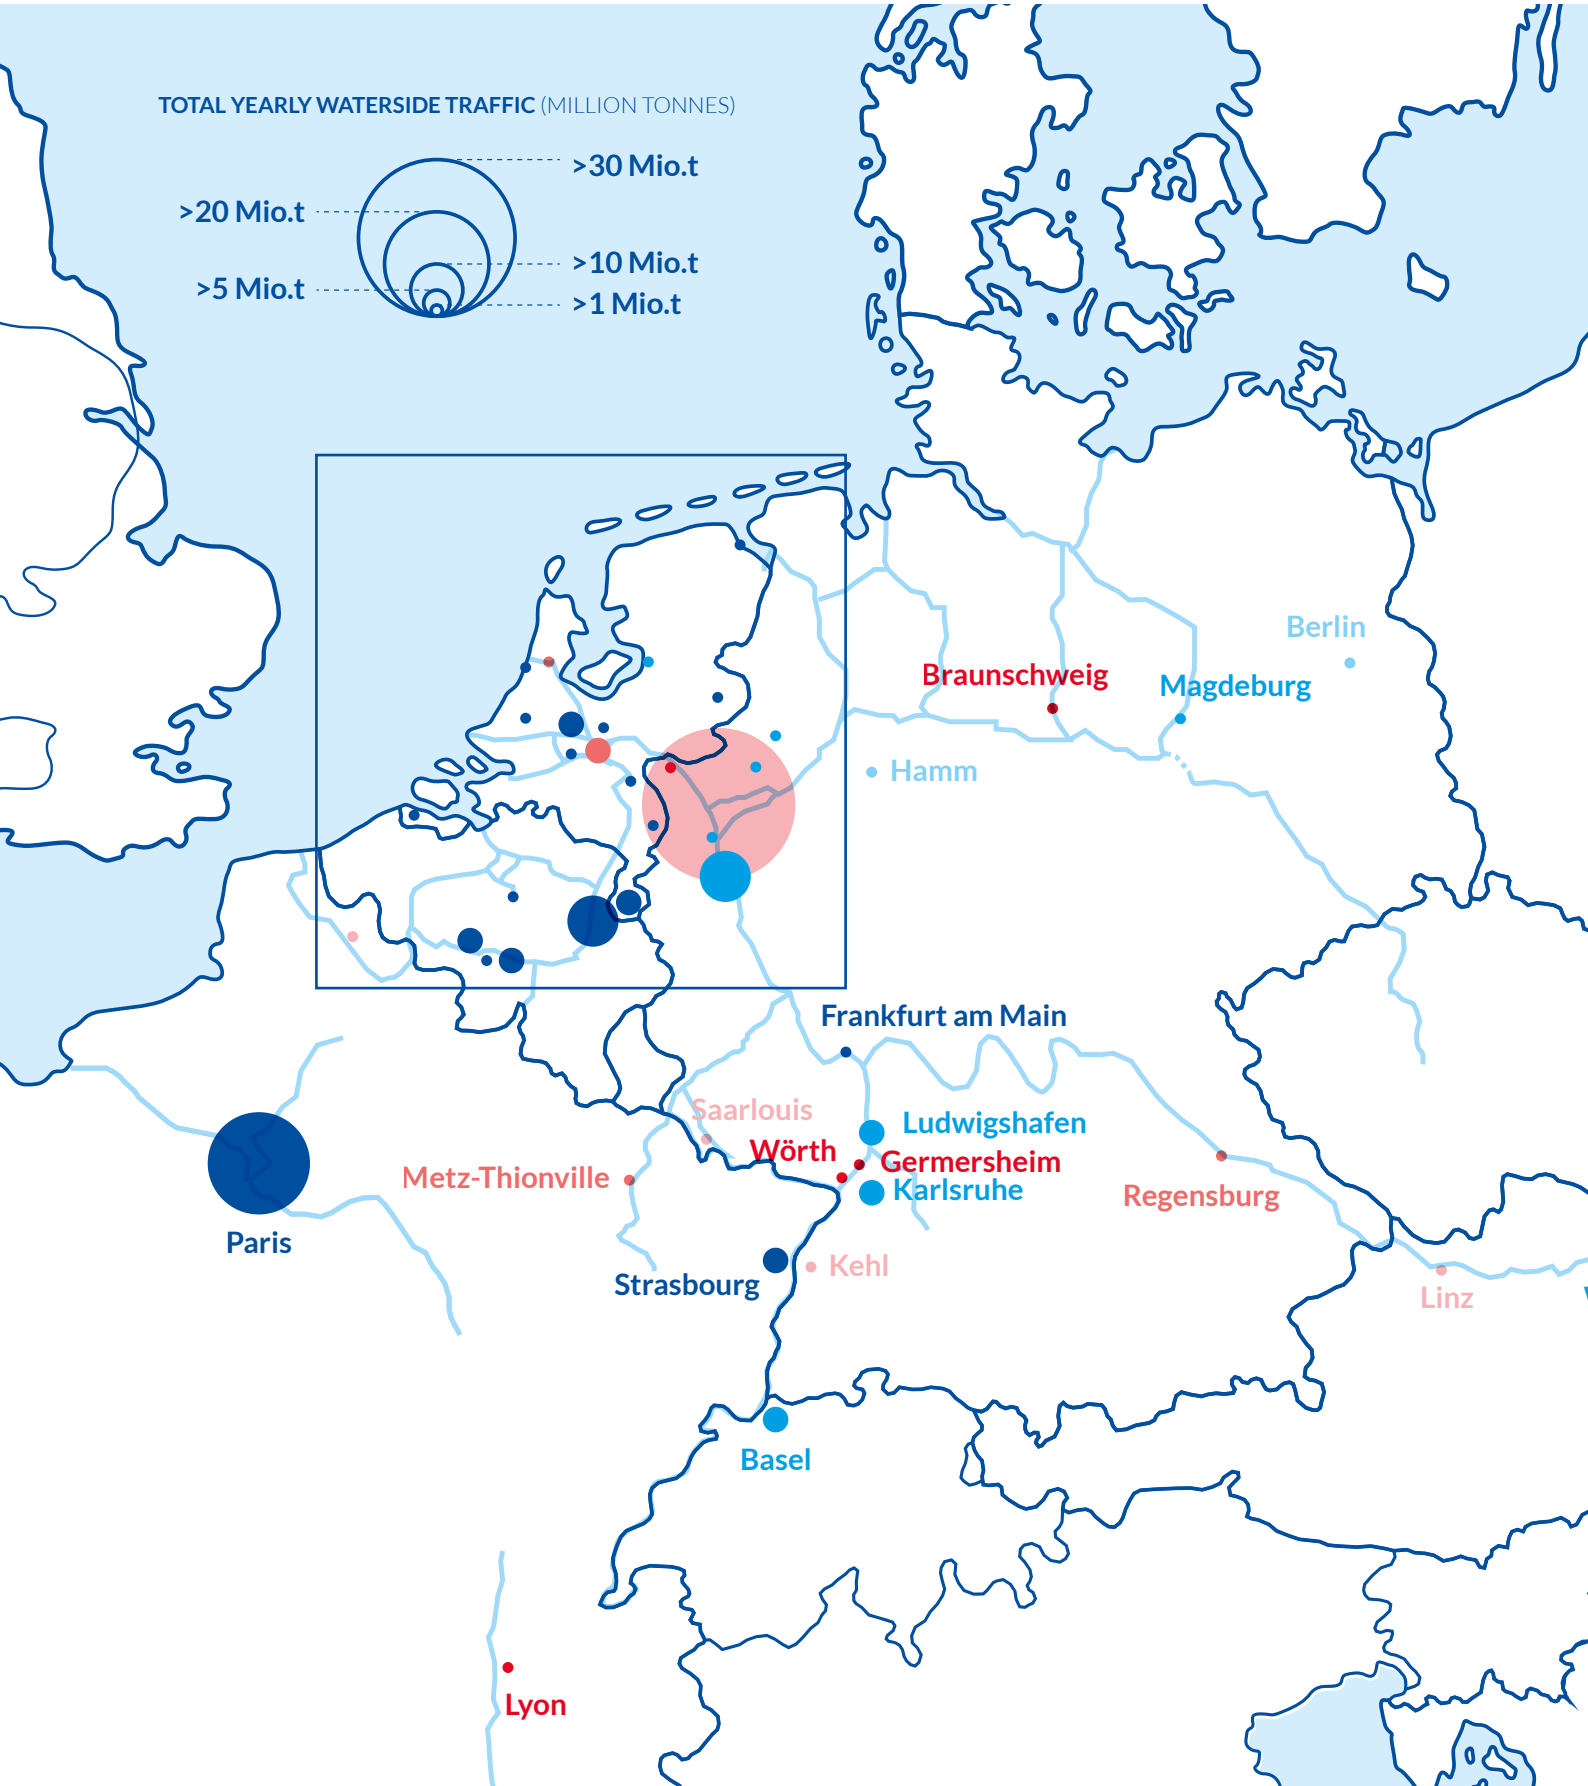 TOTAL YEARLY WATERSIDE TRAFFIC (MILLION TONNES)
>30 Mio.t
>20 Mio.t
>10 Mio.t
>5 Mio.t
>1 Mio.t
Berlin
Braunschweig
Magdeburg
Hamm
Frankfurt am Main
Saarlouis
Ludwigshafen
Wörth
Germersheim
Metz-Thionville
Karlsruhe
Regensburg
Paris
Kehl
Strasbourg
Linz
Basel
Lyon